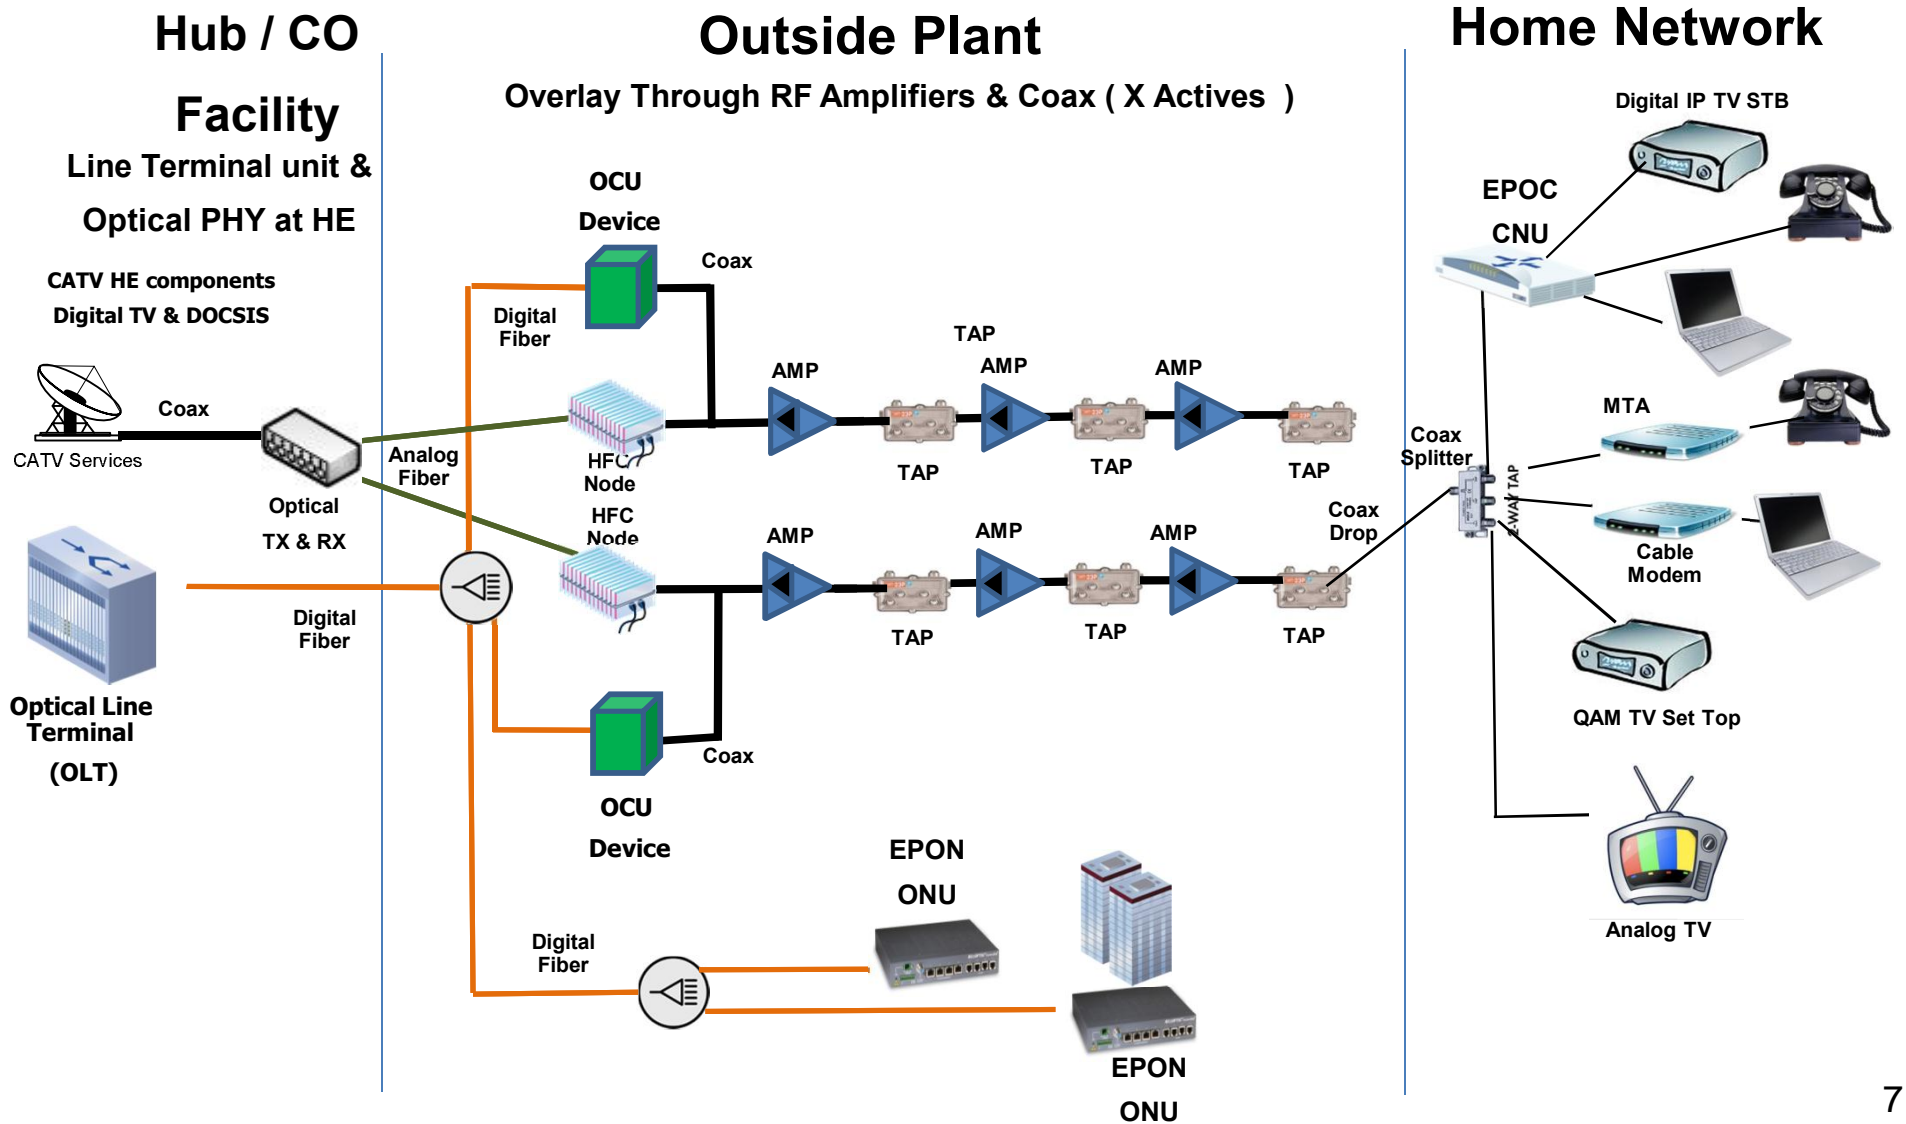 Hub / CO
Facility
Line Terminal unit &
Optical PHY at HE
CATV HE components
Digital TV & DOCSIS
Coax
CATV Services
Optical
TX & RX
Digital
Fiber
Optical Line
Terminal
(OLT)
Outside Plant
Overlay Through RF Amplifiers & Coax ( X Actives )
OCU
Device
Coax
Digital
Fiber
Analog
Fiber
HFC
Node
HFC
Node
AMP
TAP
AMP
AMP
TAP
TAP
TAP
AMP
AMP
AMP
TAP
TAP
TAP
Coax
Drop
Coax
OCU
Device
Digital
Fiber
EPON
ONU
EPON
ONU
Home Network
Digital IP TV STB
EPOC
CNU
MTA
Coax
Splitter
2-WAY TAP
Cable
Modem
QAM TV Set Top
Analog TV
7